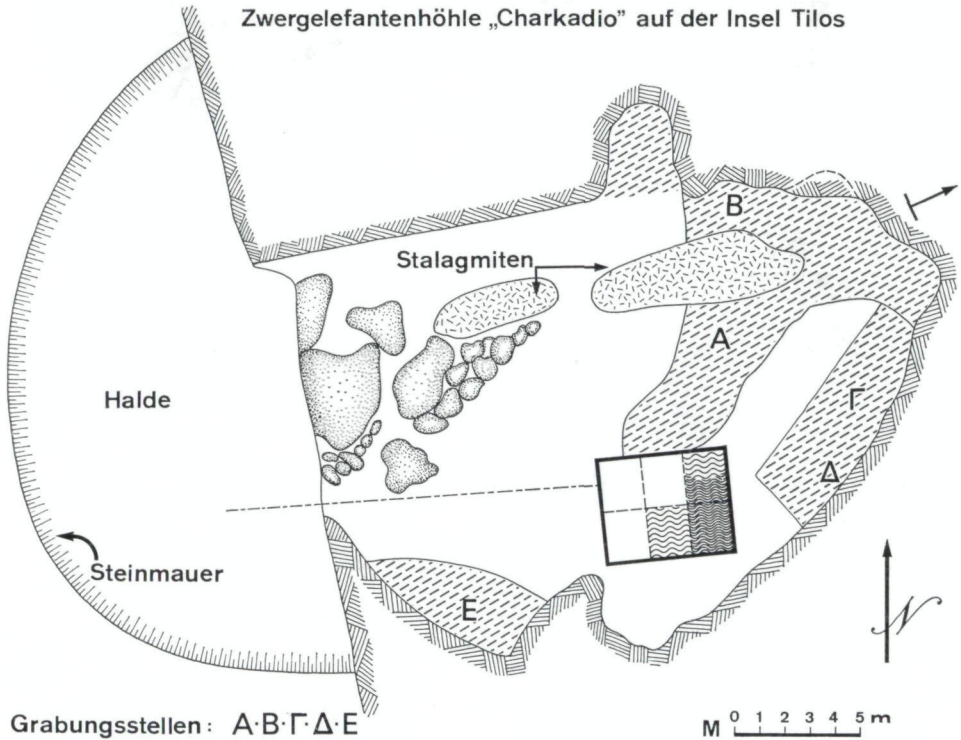 Zwergelefantenhöhle „Charkadio” auf der Insel Tilos
B
Stalagmiten
A
Halde
Γ
Δ
Steinmauer
E
N
Grabungsstellen: A·B·Γ·Δ·E
M 0 1 2 3 4 5 m